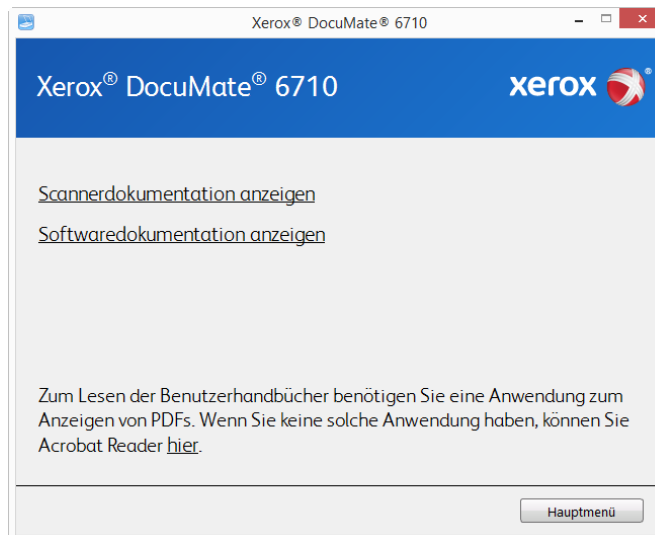 Xerox® DocuMate® 6710
Xerox® DocuMate® 6710
xerox ®
Scannerdokumentation anzeigen
Softwaredokumentation anzeigen
Zum Lesen der Benutzerhandbücher benötigen Sie eine Anwendung zum
Anzeigen von PDFs. Wenn Sie keine solche Anwendung haben, können Sie
Acrobat Reader hier.
Hauptmenü